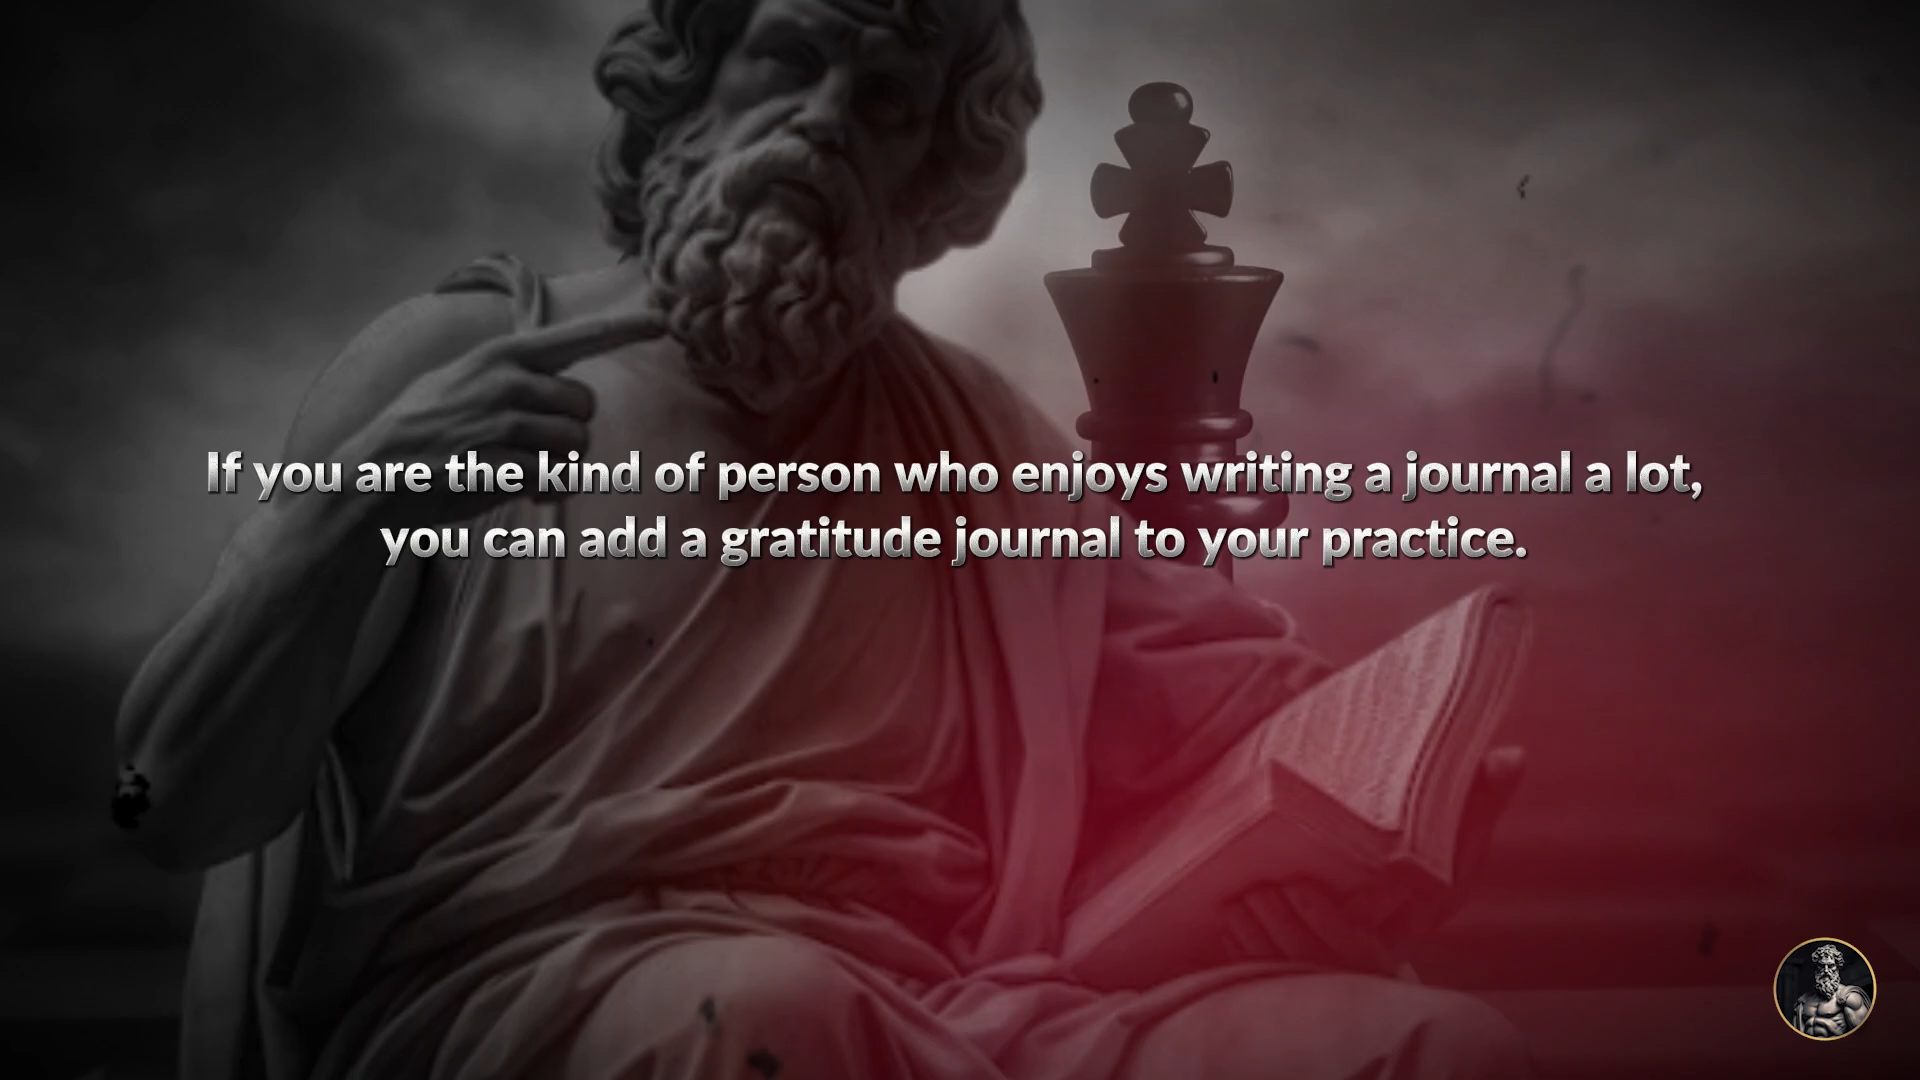 If you are the kind of person who enjoys writing a journal a lot,
you can add a gratitude journal to your practice.